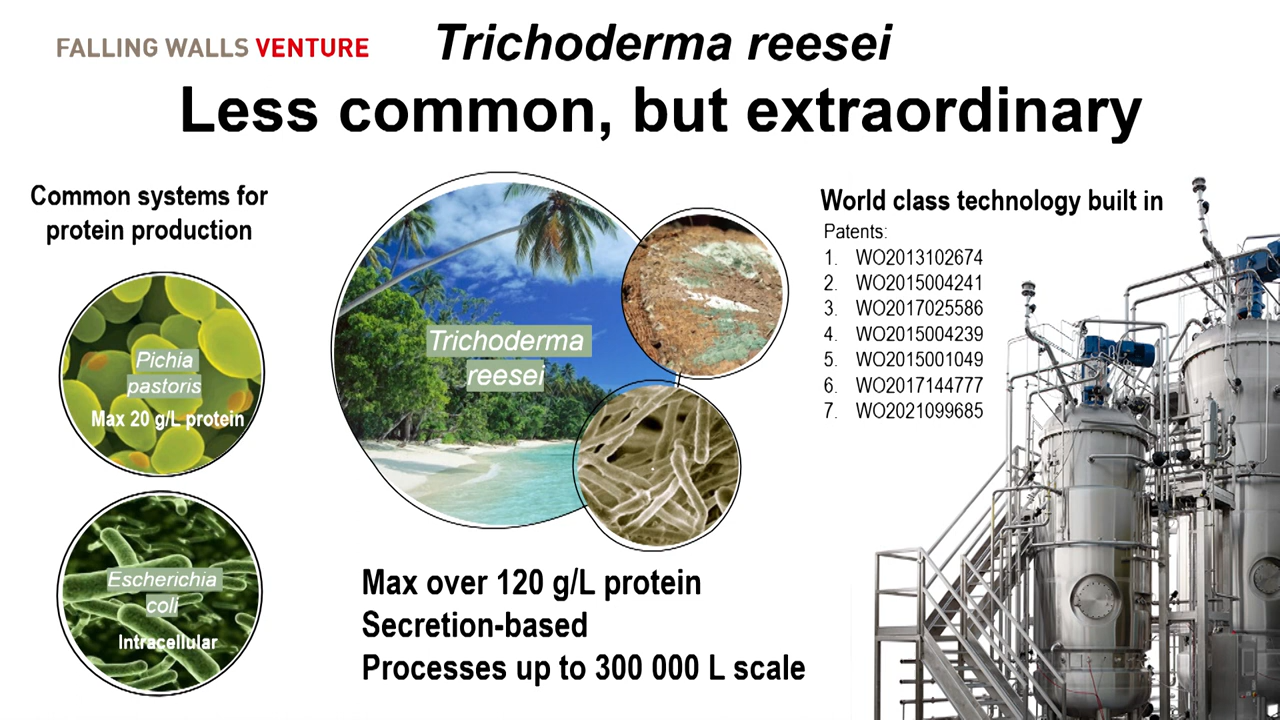 FALLING WALLS VENTURE
Trichoderma reesei
Less common, but extraordinary
Common systems for
protein production
Pichia
pastoris
Max 20 g/L protein
Escherichia
coli
Intracellular
Trichoderma
reesei
Max over 120 g/L protein
Secretion-based
Processes up to 300 000 L scale
World class technology built in
Patents:
1. WO2013102674
2. WO2015004241
3. WO2017025586
4. WO2015004239
5. WO2015001049
6. WO2017144777
7. WO2021099685